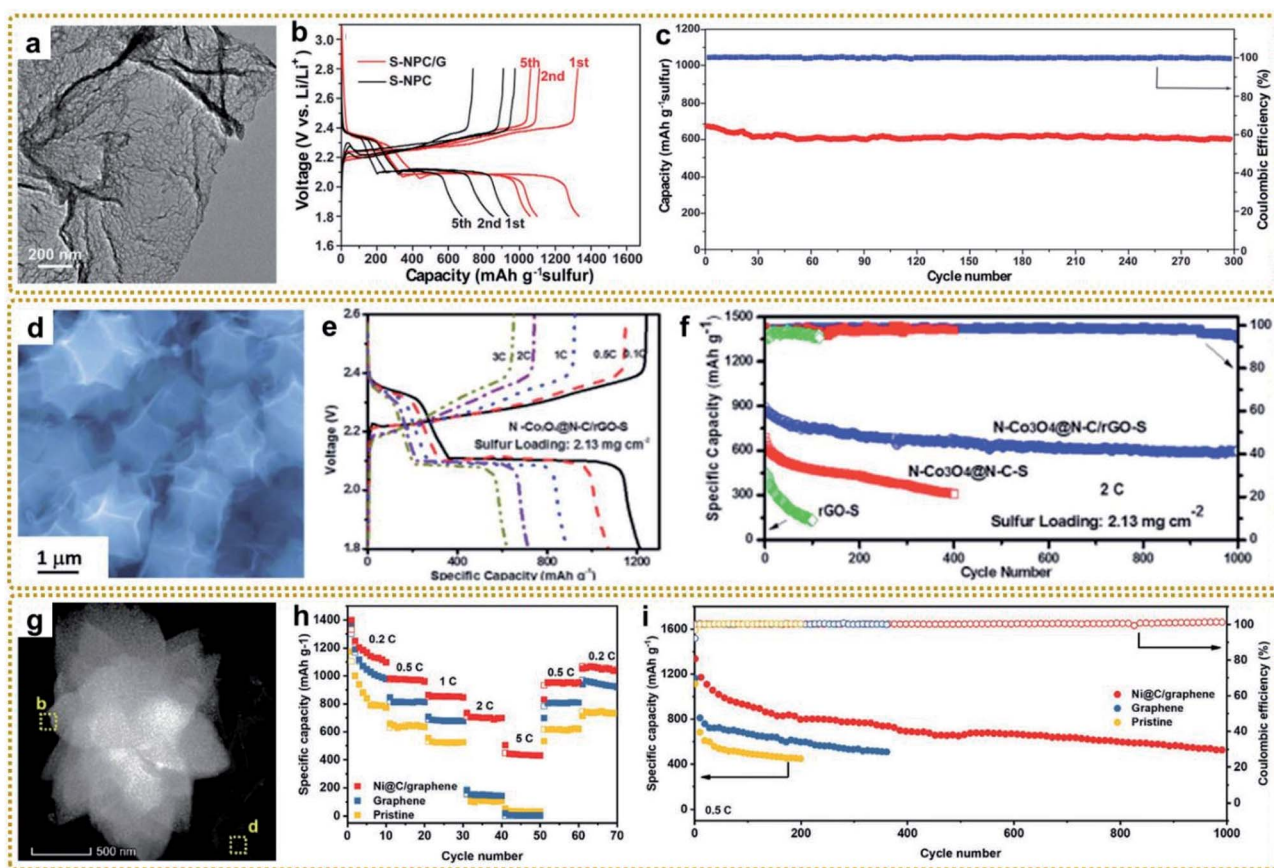 a
200 nm
b
Voltage (V vs. Li/Li+)
3.0
2.8
2.6
2.4
2.2
2.0
1.8
1.6
S-NPC/G
S-NPC
5th
2nd
1st
5th 2nd 1st
0 200 400 600 800 1000 1200 1400 1600
Capacity (mAh g-1sulfur)
c
Capacity (mAh g-1sulfur)
1200
1000
800
600
400
200
0
100
80
60
40
20
0
Coulombic Efficiency (%)
0 30 60 90 120 150 180 210 240 270 300
Cycle number
d
1 μm
e
Voltage (V)
2.6
2.4
2.1
1.8
3C 2C 1C 0.5C 0.1C
N-Co3O4@N-C/rGO-S
Sulfur Loading: 2.13 mg cm-2
0 400 800 1200
Specific Capacity (mAh g-1)
f
Specific Capacity (mAh g-1)
1500
1200
900
600
300
0
100
80
60
40
20
0
N-Co3O4@N-C/rGO-S
N-Co3O4@N-C-S
2 C
rGO-S
Sulfur Loading: 2.13 mg cm-2
0 200 400 600 800 1000
Cycle Number
g
b
d
500 nm
h
Specific capacity (mAh g-1)
1400
1200
1000
800
600
400
200
0
0.2 C
0.5 C
1 C
2 C
5 C
0.5 C
0.2 C
Ni@C/graphene
Graphene
Pristine
0 10 20 30 40 50 60 70
Cycle number
i
Specific capacity (mAh g-1)
1600
1200
800
400
0
100
80
60
40
20
0
Coulombic efficiency (%)
Ni@C/graphene
Graphene
Pristine
0.5 C
0 200 400 600 800 1000
Cycle number